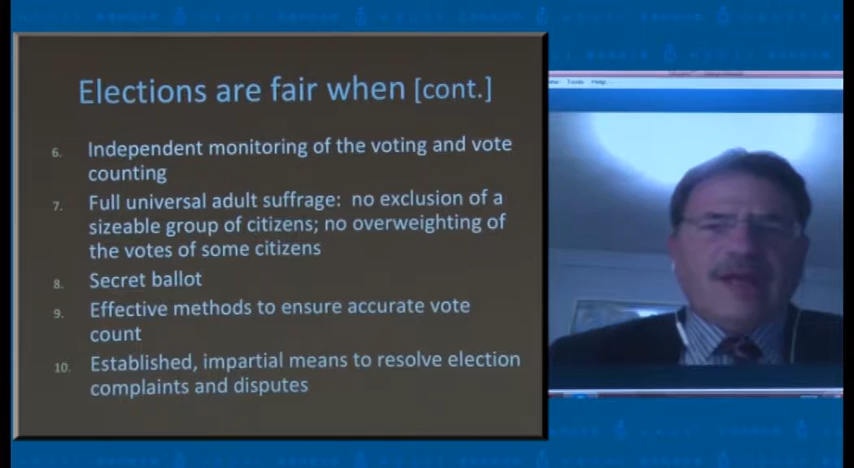 Elections are fair when [cont.]
6. Independent monitoring of the voting and vote
counting
7. Full universal adult suffrage: no exclusion of a
sizeable group of citizens; no overweighting of
the votes of some citizens
8. Secret ballot
9. Effective methods to ensure accurate vote
count
10. Established, impartial means to resolve election
complaints and disputes
Tools Help